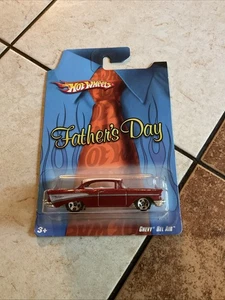 Hot Wheels
Father's Day
3+
Chevy Bel Air